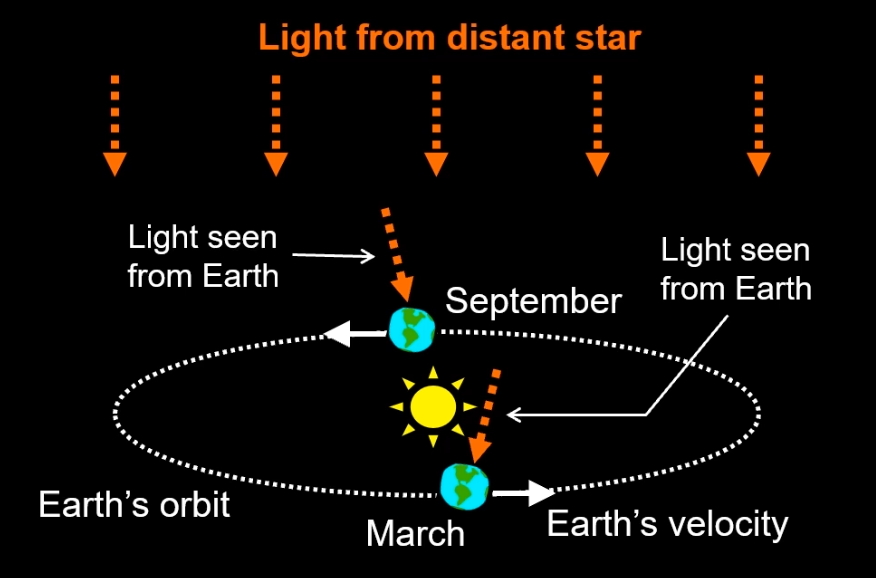 Light from distant star
Light seen
from Earth
Light seen
from Earth
September
Earth’s orbit
March
Earth’s velocity